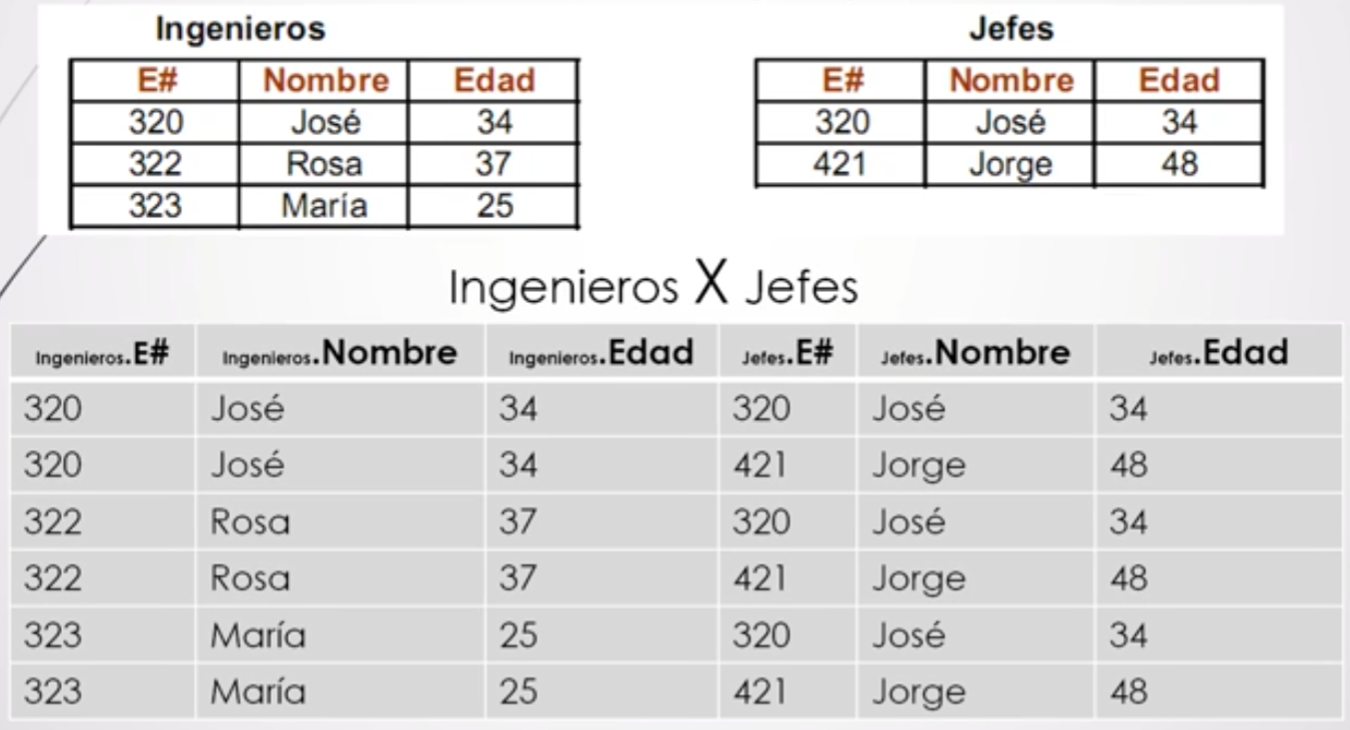 Ingenieros
E# Nombre Edad
320 José 34
322 Rosa 37
323 María 25
Jefes
E# Nombre Edad
320 José 34
421 Jorge 48
Ingenieros X Jefes
Ingenieros.E# Ingenieros.Nombre Ingenieros.Edad Jefes.E# Jefes.Nombre Jefes.Edad
320 José 34 320 José 34
320 José 34 421 Jorge 48
322 Rosa 37 320 José 34
322 Rosa 37 421 Jorge 48
323 María 25 320 José 34
323 María 25 421 Jorge 48